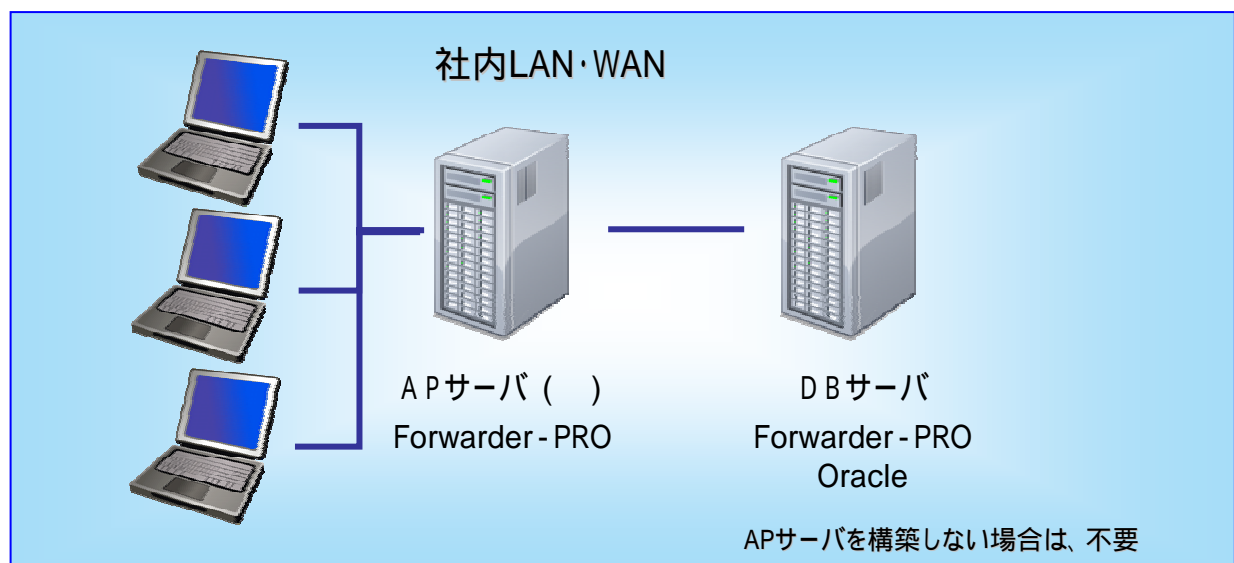 社内LAN・WAN
APサーバ (　)
Forwarder-PRO
DBサーバ
Forwarder-PRO
Oracle
APサーバを構築しない場合は、不要